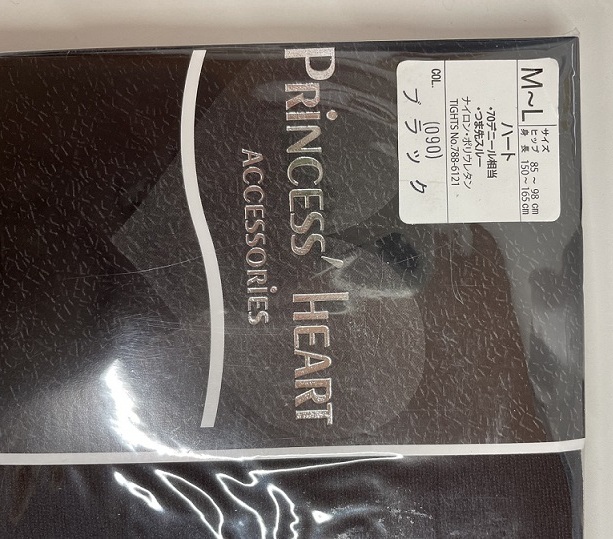 PRINCESS' HEART
ACCESSORIES
M~L
サイズ
ヒップ 85 ~ 98 cm
身長 150~165cm
ハート
・70デニール相当
・つま先スルー
ナイロン・ポリウレタン
TIGHTS No.788-6121
COL. (090)
ブラック